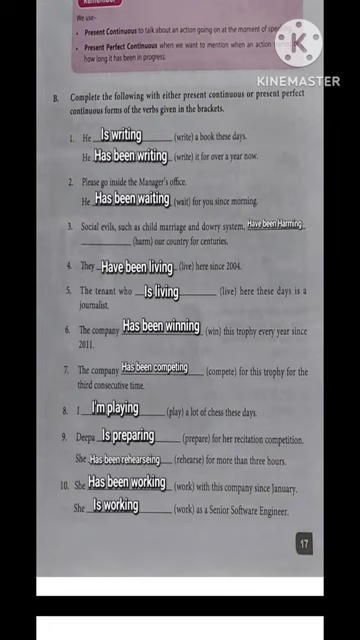 Remember
We use-
• Present Continuous to talk about an action going on at the moment of
• Present Perfect Continuous when we want to mention when an action
how long it has been in progress.
KINEMASTER
B. Complete the following with either present continuous or present perfect
continuous forms of the verbs given in the brackets.
1. He Is writing (write) a book these days.
He Has been writing (write) it for over a year now.
2. Please go inside the Manager's office.
He Has been waiting (wait) for you since morning.
3. Social evils, such as child marriage and dowry system, Have been Harming
(harm) our country for centuries.
4. They Have been living (live) here since 2004.
5. The tenant who Is living (live) here these days is a
journalist.
6. The company Has been winning (win) this trophy every year since
2011.
7. The company Has been competing (compete) for this trophy for the
third consecutive time.
8. I I'm playing (play) a lot of chess these days.
9. Deepa Is preparing (prepare) for her recitation competition.
She Has been rehearseing (rehearse) for more than three hours.
10. She Has been working (work) with this company since January.
She Is working (work) as a Senior Software Engineer.
17